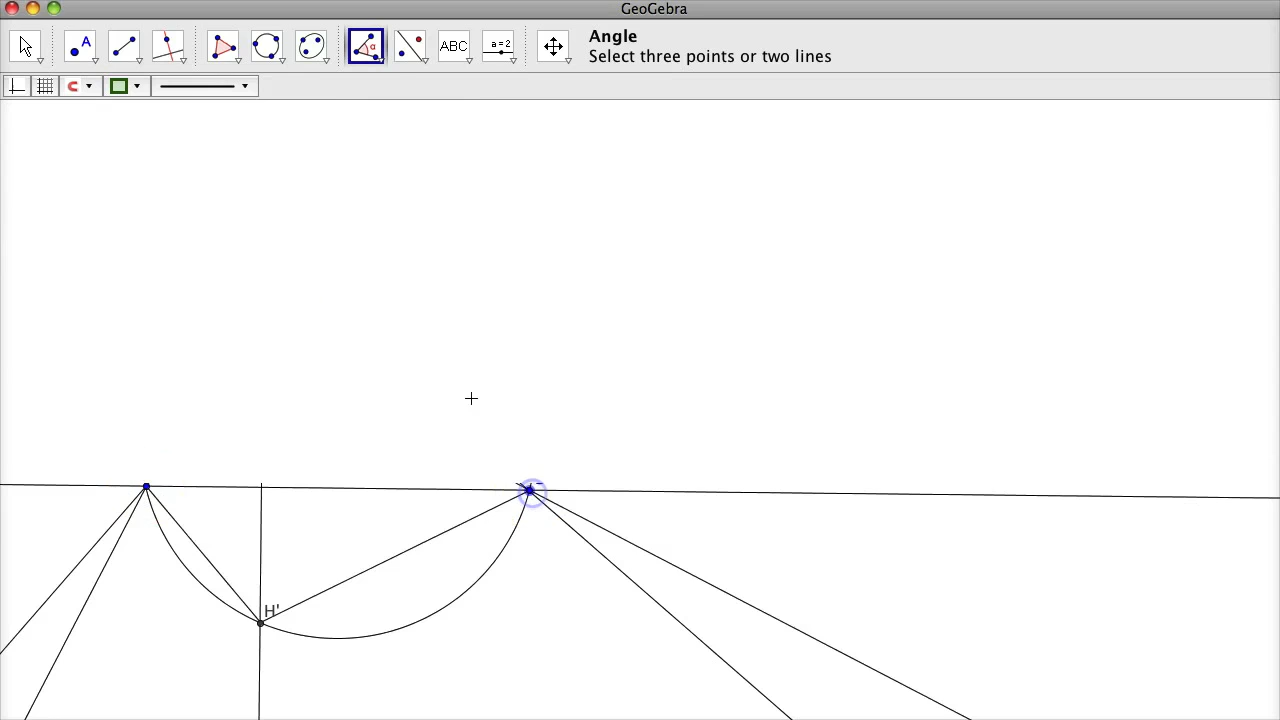 GeoGebra
A
α
ABC
a=2
Angle
Select three points or two lines
H'